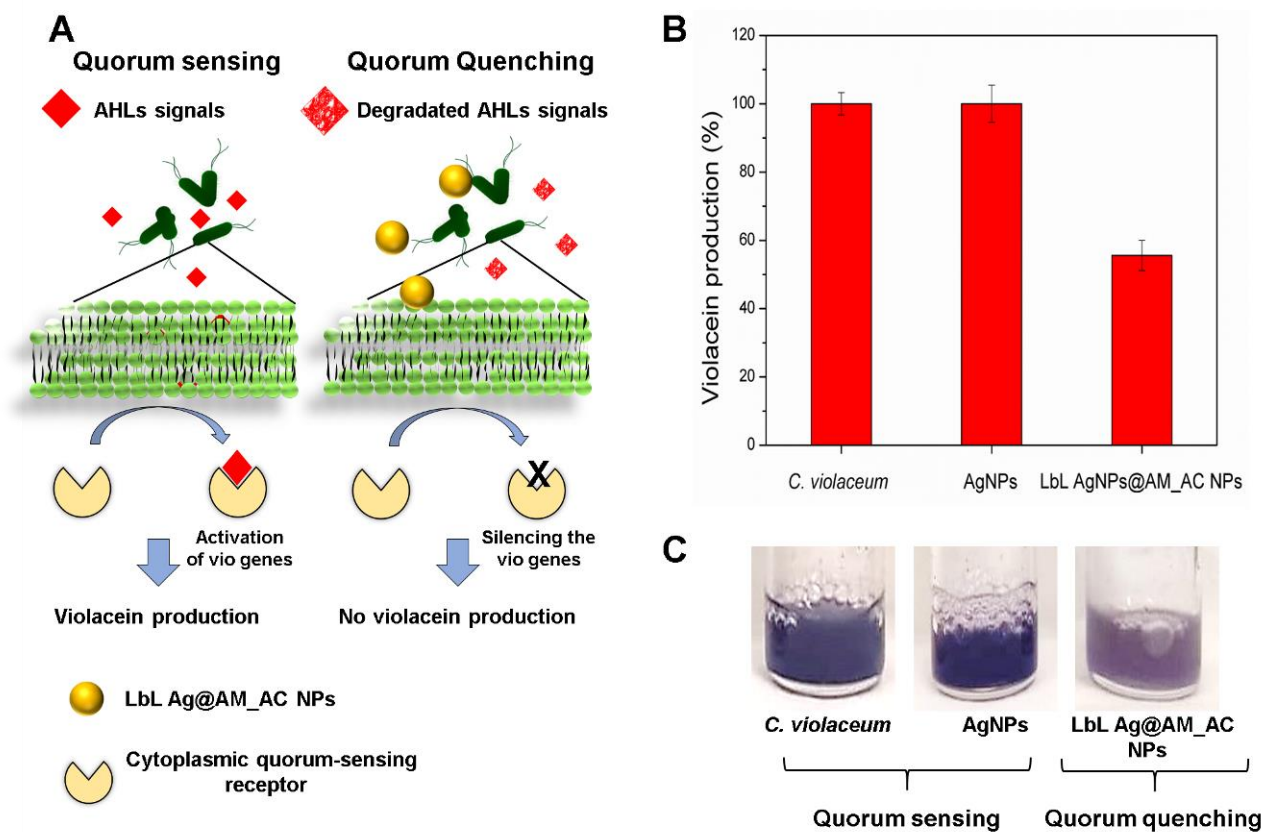 A
Quorum sensing
Quorum Quenching
AHLs signals
Degraded AHLs signals
Activation
of vio genes
Silencing the
vio genes
X
Violacein production
No violacein production
LbL Ag@AM_AC NPs
Cytoplasmic quorum-sensing
receptor
B
Violacein production (%)
120
100
80
60
40
20
0
C. violaceum
AgNPs
LbL AgNPs@AM_AC NPs
C
C. violaceum
AgNPs
LbL Ag@AM_AC
NPs
Quorum sensing
Quorum quenching